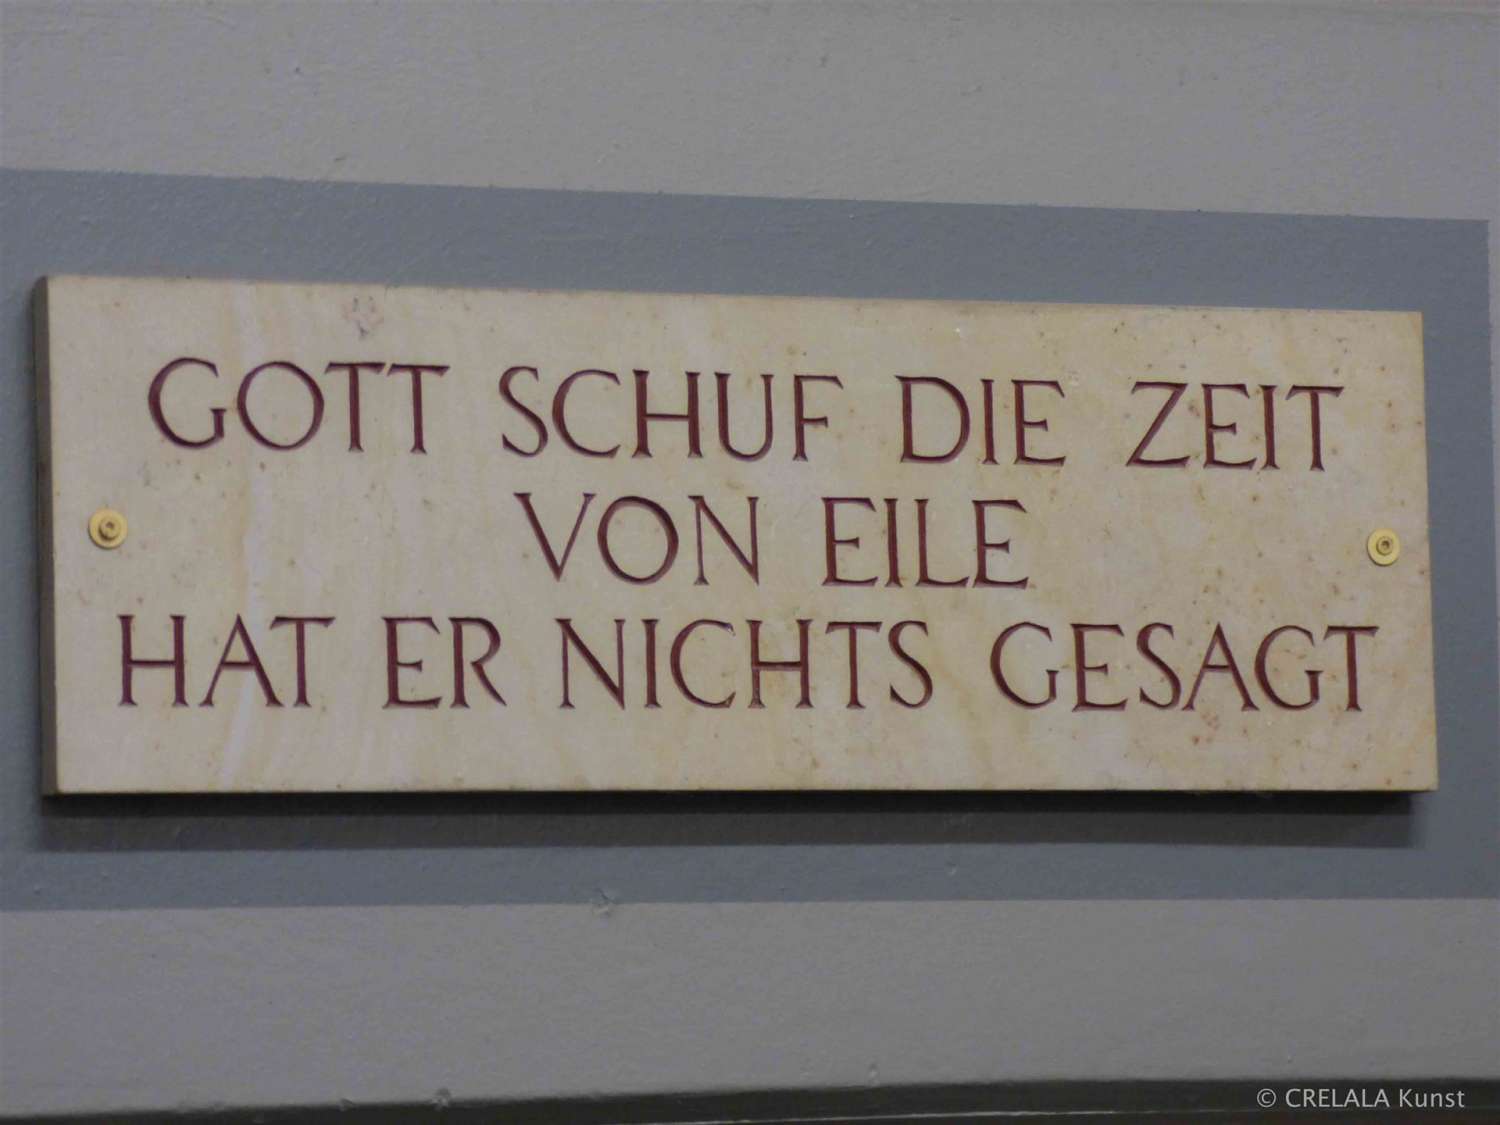 GOTT SCHUF DIE ZEIT
VON EILE
HAT ER NICHTS GESAGT
© CRELALA Kunst